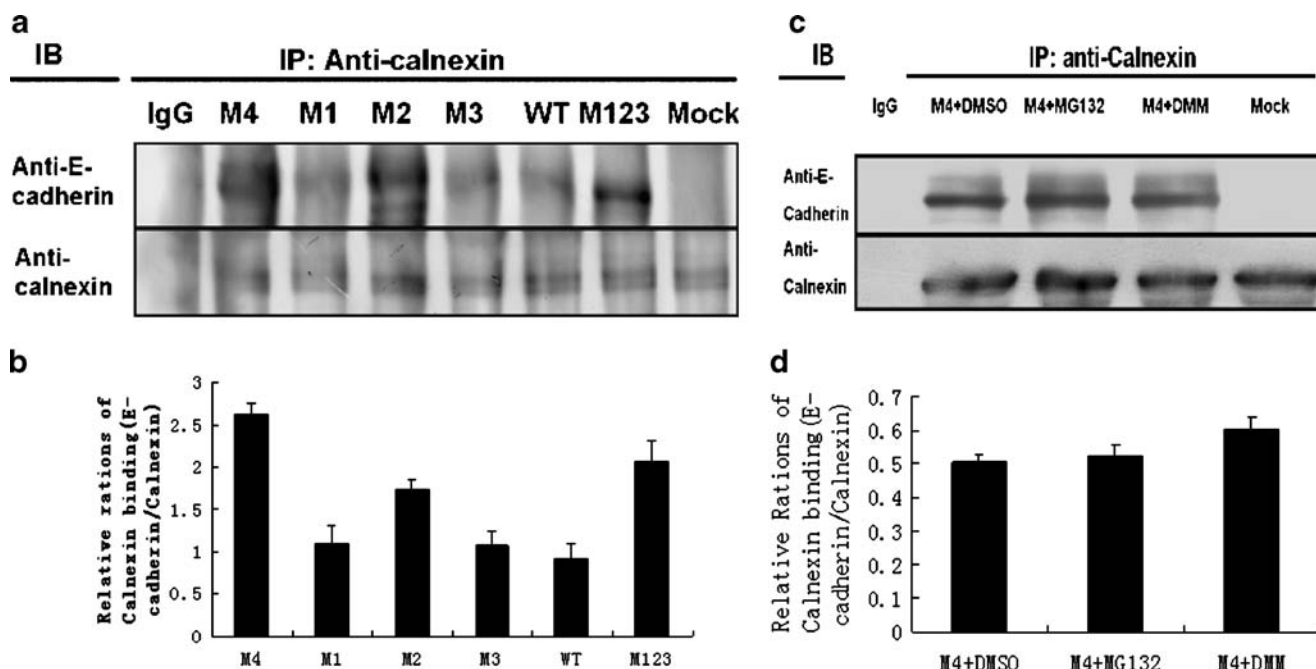 a
IB
IP: Anti-calnexin
IgG M4 M1 M2 M3 WT M123 Mock
Anti-E-
cadherin
Anti-
calnexin
b
Relative rations of
Calnexin binding(E-
cadherin/Calnexin)
3
2.5
2
1.5
1
0.5
0
M4 M1 M2 M3 WT M123
c
IB
IP: anti-Calnexin
IgG M4+DMSO M4+MG132 M4+DMM Mock
Anti-E-
Cadherin
Anti-
Calnexin
d
Relative Rations of
Calnexin binding(E-
cadherin/Calnexin)
0.7
0.6
0.5
0.4
0.3
0.2
0.1
0
M4+DMSO M4+MG132 M4+DMM